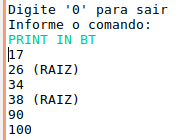 Digite '0' para sair
Informe o comando:
PRINT IN BT
17
26 (RAIZ)
34
38 (RAIZ)
90
100